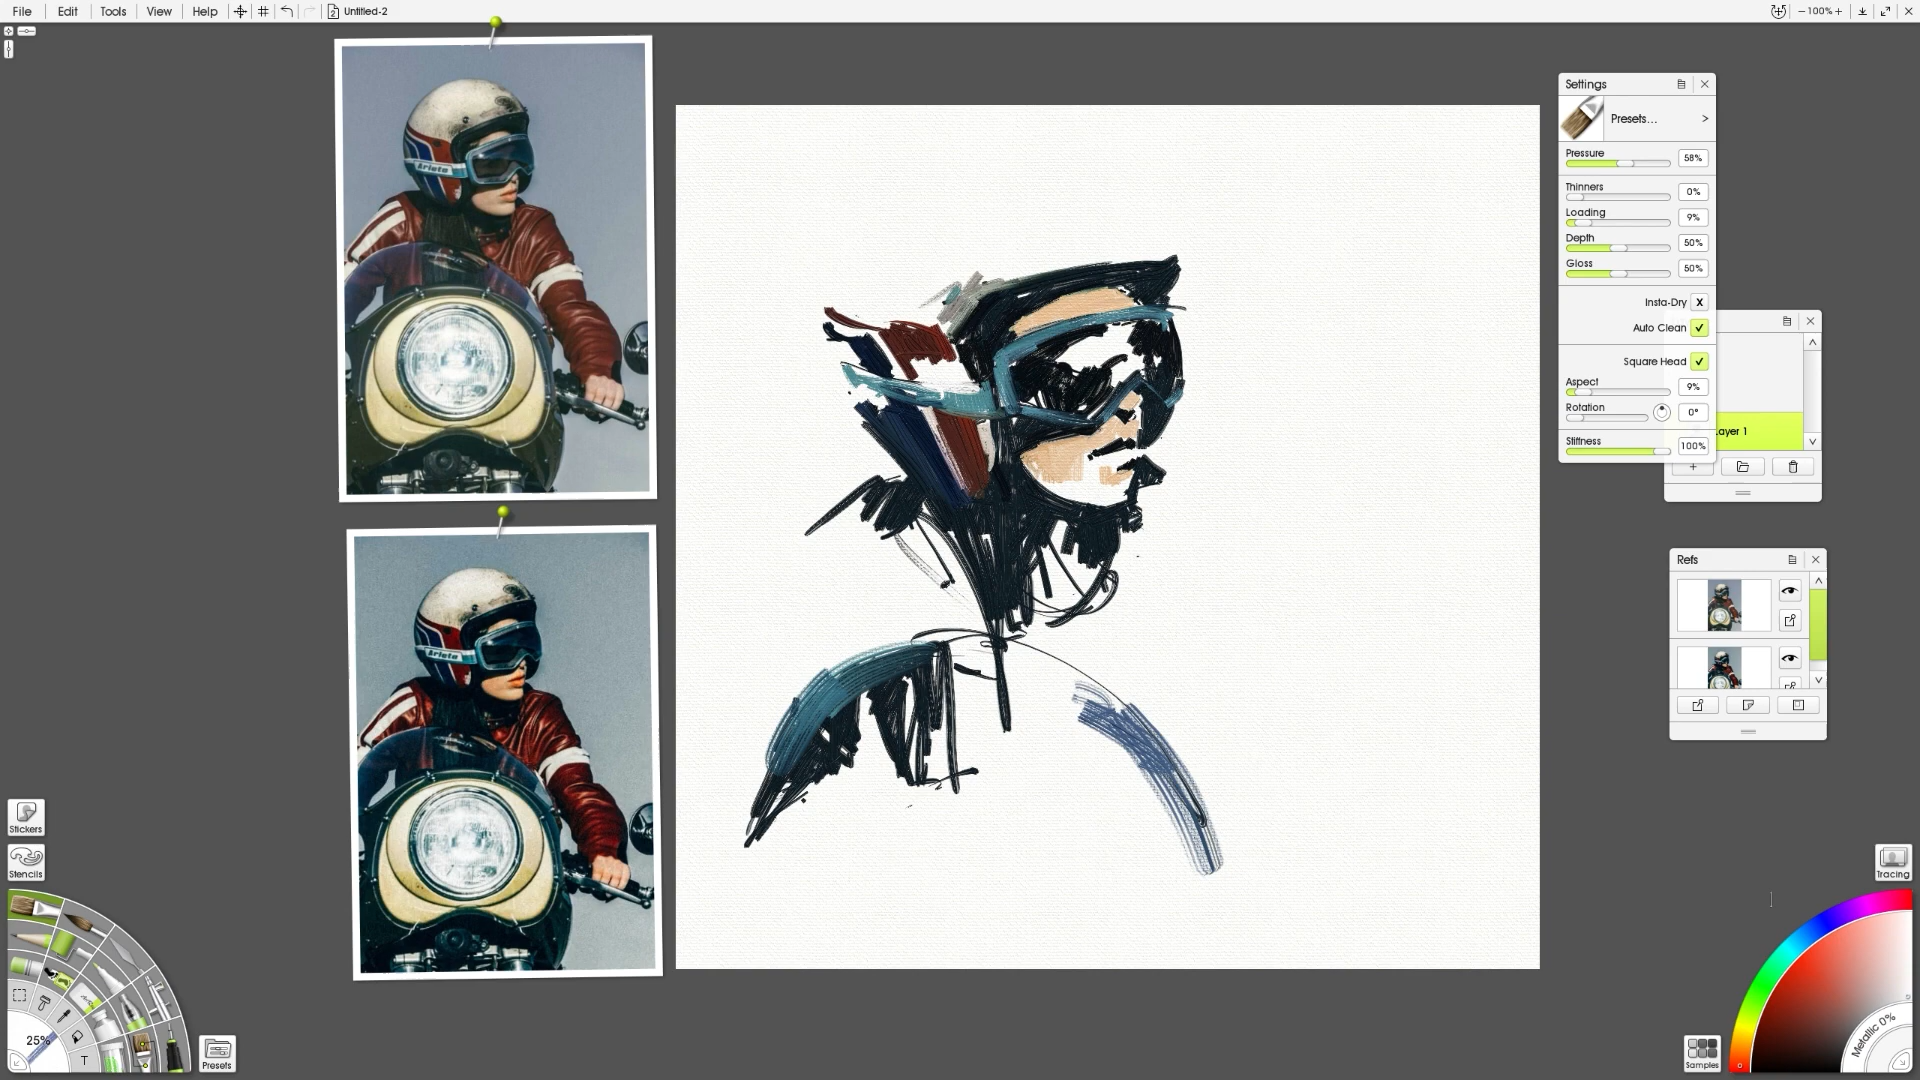 File Edit Tools View Help Untitled-2
100%
Settings
Presets...
Pressure 58%
Thinners 0%
Loading 9%
Depth 50%
Gloss 50%
Insta-Dry X
Auto Clean
Square Head
Aspect 9%
Rotation 0°
Stiffness 100%
ayer 1
Refs
Arieta
Arieta
Stickers
Stencils
25%
T
Presets
Tracing
Metallic 0%
Samples